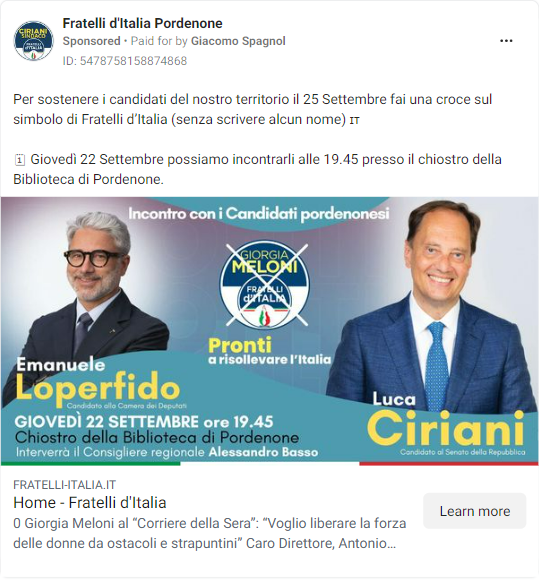 CIRIANI
SINDACO
FRATELLI
d'ITALIA
Fratelli d'Italia Pordenone
Sponsored • Paid for by Giacomo Spagnol
ID: 5478758158874868
Per sostenere i candidati del nostro territorio il 25 Settembre fai una croce sul
simbolo di Fratelli d’Italia (senza scrivere alcun nome) IT
Giovedì 22 Settembre possiamo incontrarli alle 19.45 presso il chiostro della
Biblioteca di Pordenone.
Incontro con i Candidati pordenonesi
GIORGIA
MELONI
FRATELLI
d'ITALIA
Pronti
a risollevare l'Italia
Emanuele
Loperfido
Candidato alla Camera dei Deputati
Luca
Ciriani
Candidato al Senato della Repubblica
GIOVEDÌ 22 SETTEMBRE ore 19.45
Chiostro della Biblioteca di Pordenone
Interverrà il Consigliere regionale Alessandro Basso
FRATELLI-ITALIA.IT
Home - Fratelli d'Italia
0 Giorgia Meloni al “Corriere della Sera”: “Voglio liberare la forza
delle donne da ostacoli e strapuntini” Caro Direttore, Antonio...
Learn more